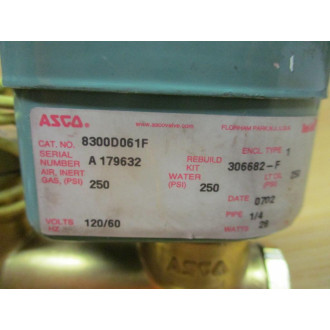 ASCO®
www.ascovalve.com FLORHAM PARK, N.J. U.S.A.
CAT. NO. 8300D061F ENCL. TYPE 1
SERIAL NUMBER A 179632 REBUILD KIT 306682-F
AIR, INERT GAS, (PSI) 250 WATER (PSI) 250 LT OIL (PSI) 250
DATE 0702
VOLTS HZ 120/60 PIPE 1/4
WATTS 28
ASCO